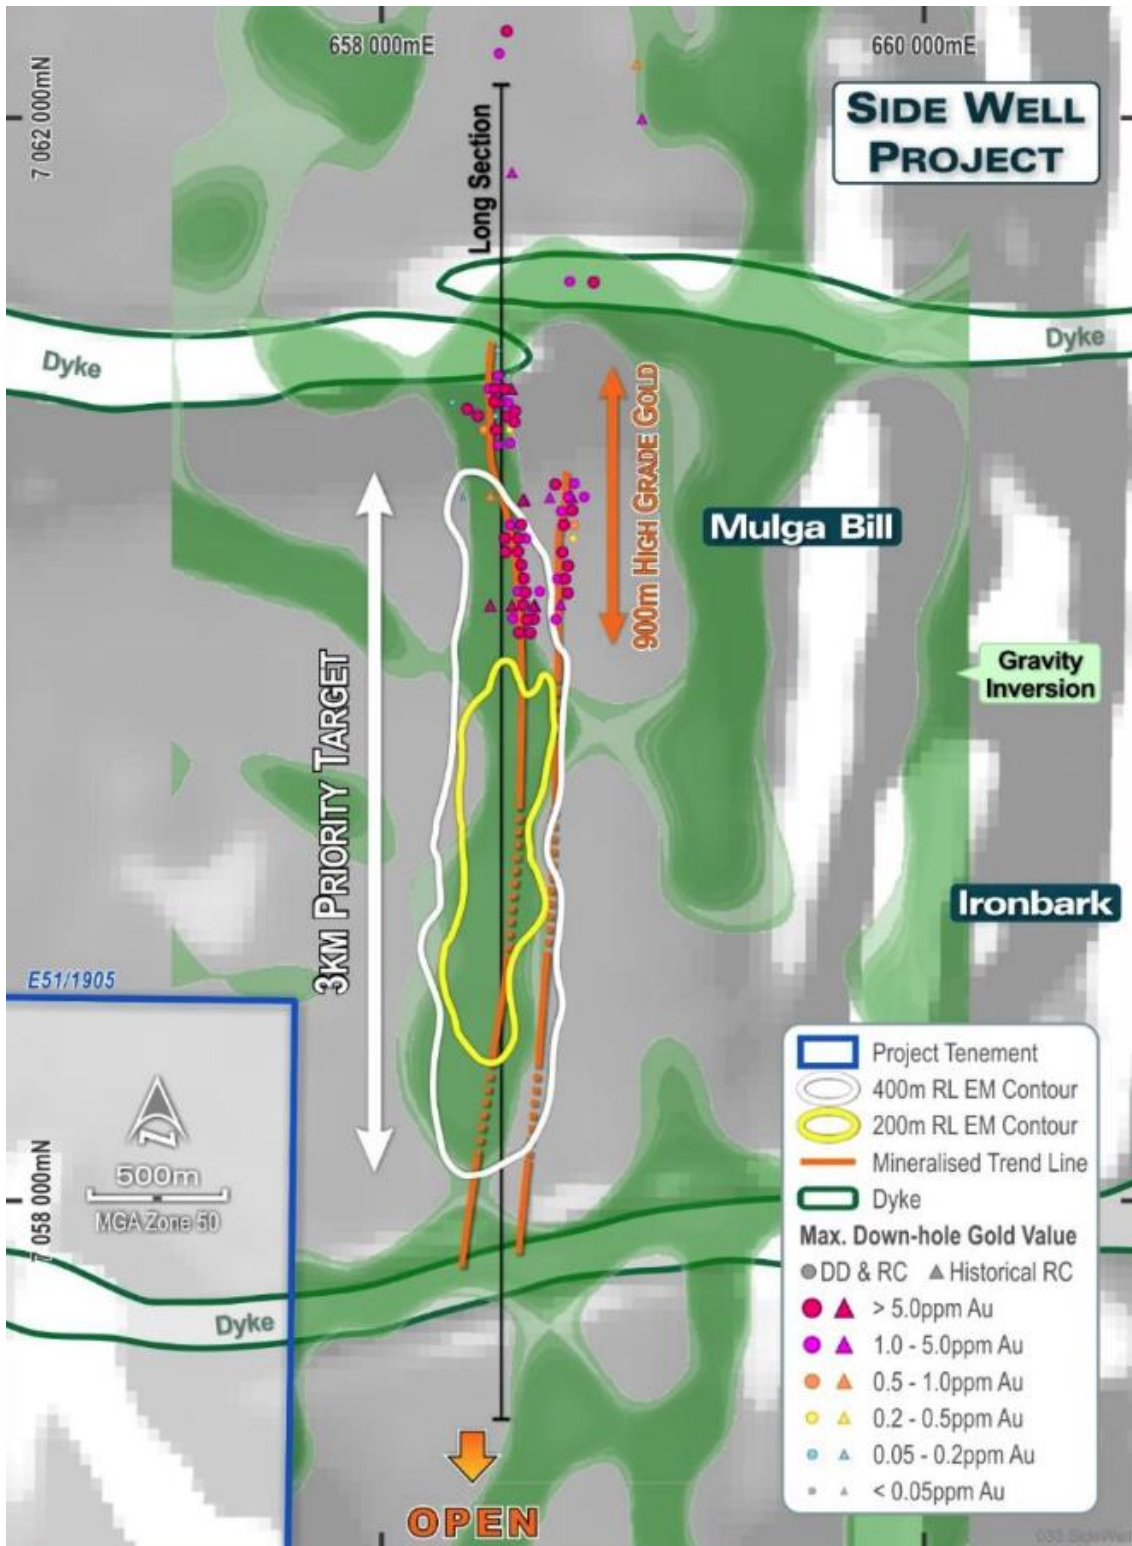 658 000mE
660 000mE
7 062 000mN
SIDE WELL
PROJECT
Long Section
Dyke
Dyke
900m HIGH GRADE GOLD
Mulga Bill
3KM PRIORITY TARGET
Gravity
Inversion
Ironbark
E51/1905
N
500m
MGA Zone 50
7 058 000mN
Dyke
OPEN
Project Tenement
400m RL EM Contour
200m RL EM Contour
Mineralised Trend Line
Dyke
Max. Down-hole Gold Value
DD & RC Historical RC
> 5.0ppm Au
1.0 - 5.0ppm Au
0.5 - 1.0ppm Au
0.2 - 0.5ppm Au
0.05 - 0.2ppm Au
< 0.05ppm Au